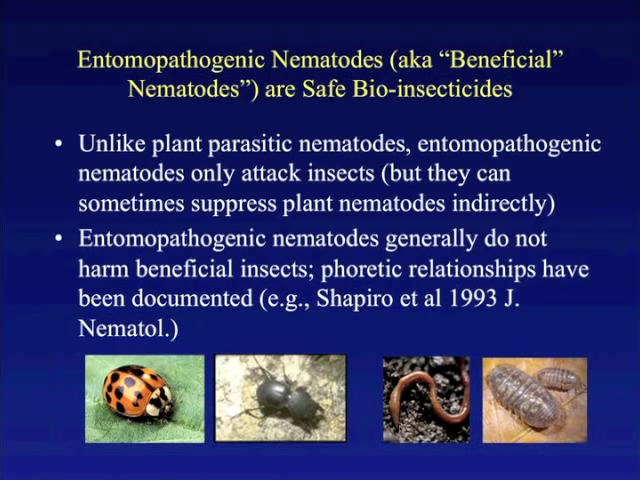 Entomopathogenic Nematodes (aka “Beneficial”
Nematodes”) are Safe Bio-insecticides
• Unlike plant parasitic nematodes, entomopathogenic
nematodes only attack insects (but they can
sometimes suppress plant nematodes indirectly)
• Entomopathogenic nematodes generally do not
harm beneficial insects; phoretic relationships have
been documented (e.g., Shapiro et al 1993 J.
Nematol.)